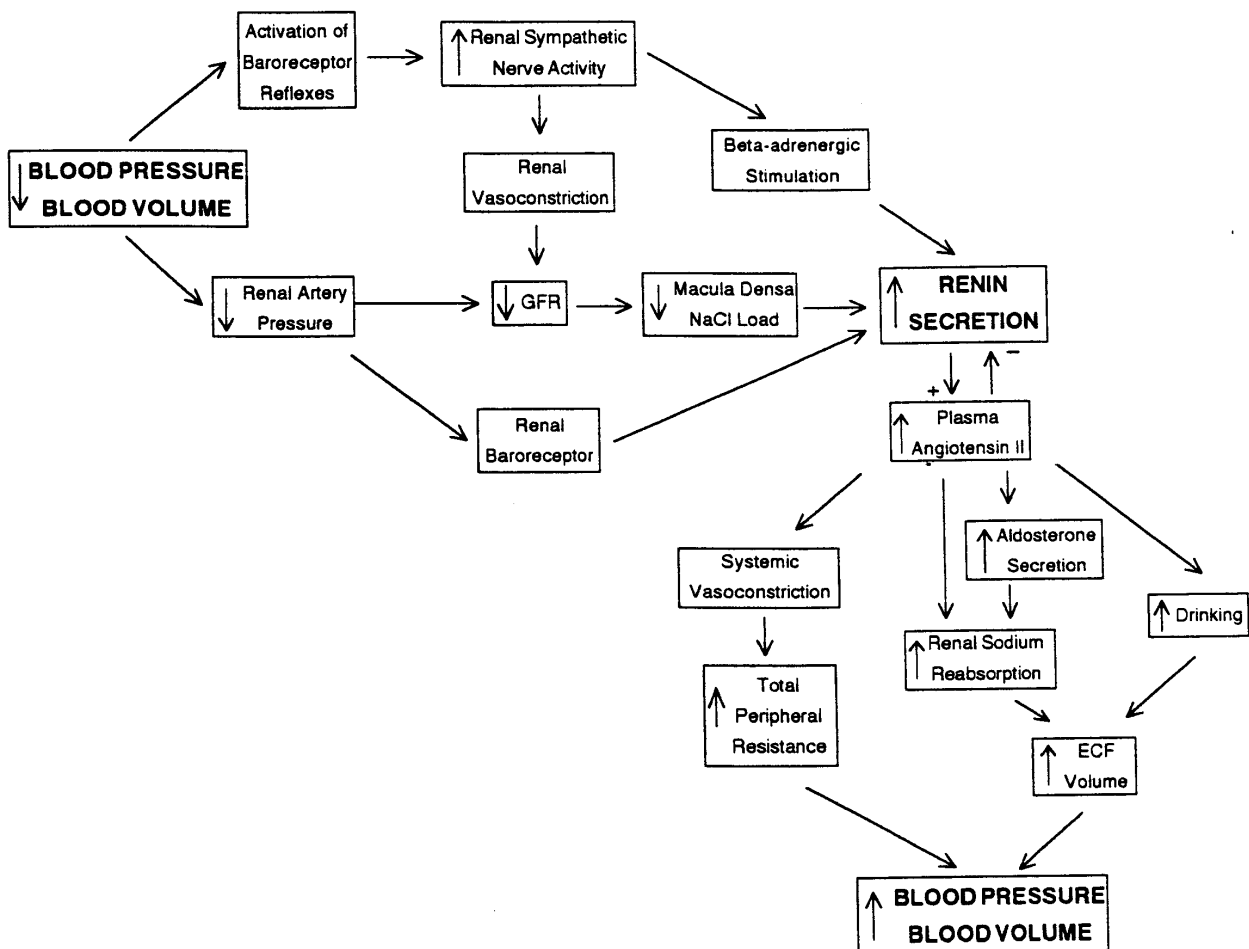 Activation of
Baroreceptor
Reflexes
↑ Renal Sympathetic
Nerve Activity
↓ BLOOD PRESSURE
BLOOD VOLUME
Renal
Vasoconstriction
Beta-adrenergic
Stimulation
↓ Renal Artery
Pressure
↓ GFR
↓ Macula Densa
NaCl Load
↑ RENIN
SECRETION
+
−
Renal
Baroreceptor
↑ Plasma
Angiotensin II
Systemic
Vasoconstriction
↑ Aldosterone
Secretion
↑ Drinking
↑ Renal Sodium
Reabsorption
↑ Total
Peripheral
Resistance
↑ ECF
Volume
↑ BLOOD PRESSURE
BLOOD VOLUME